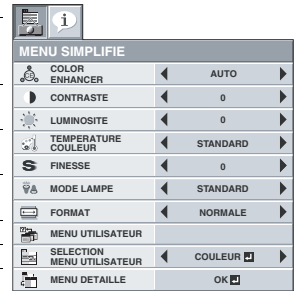 MENU SIMPLIFIE
COLOR
ENHANCER
AUTO
CONTRASTE
0
LUMINOSITE
0
TEMPERATURE
COULEUR
STANDARD
FINESSE
0
MODE LAMPE
STANDARD
FORMAT
NORMALE
MENU UTILISATEUR
SELECTION
MENU UTILISATEUR
COULEUR
MENU DETAILLE
OK